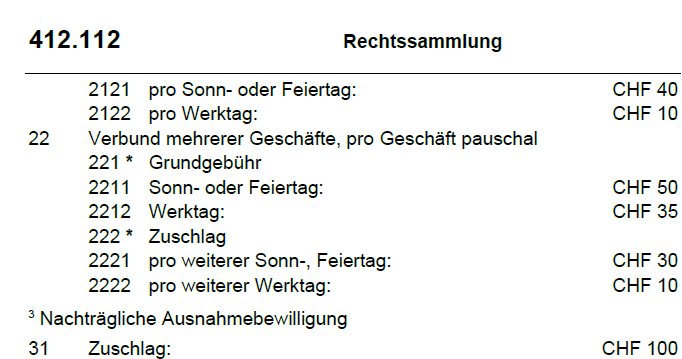 412.112 Rechtssammlung
2121 pro Sonn- oder Feiertag: CHF 40
2122 pro Werktag: CHF 10
22 Verbund mehrerer Geschäfte, pro Geschäft pauschal
221 * Grundgebühr
2211 Sonn- oder Feiertag: CHF 50
2212 Werktag: CHF 35
222 * Zuschlag
2221 pro weiterer Sonn-, Feiertag: CHF 30
2222 pro weiterer Werktag: CHF 10
³ Nachträgliche Ausnahmebewilligung
31 Zuschlag: CHF 100